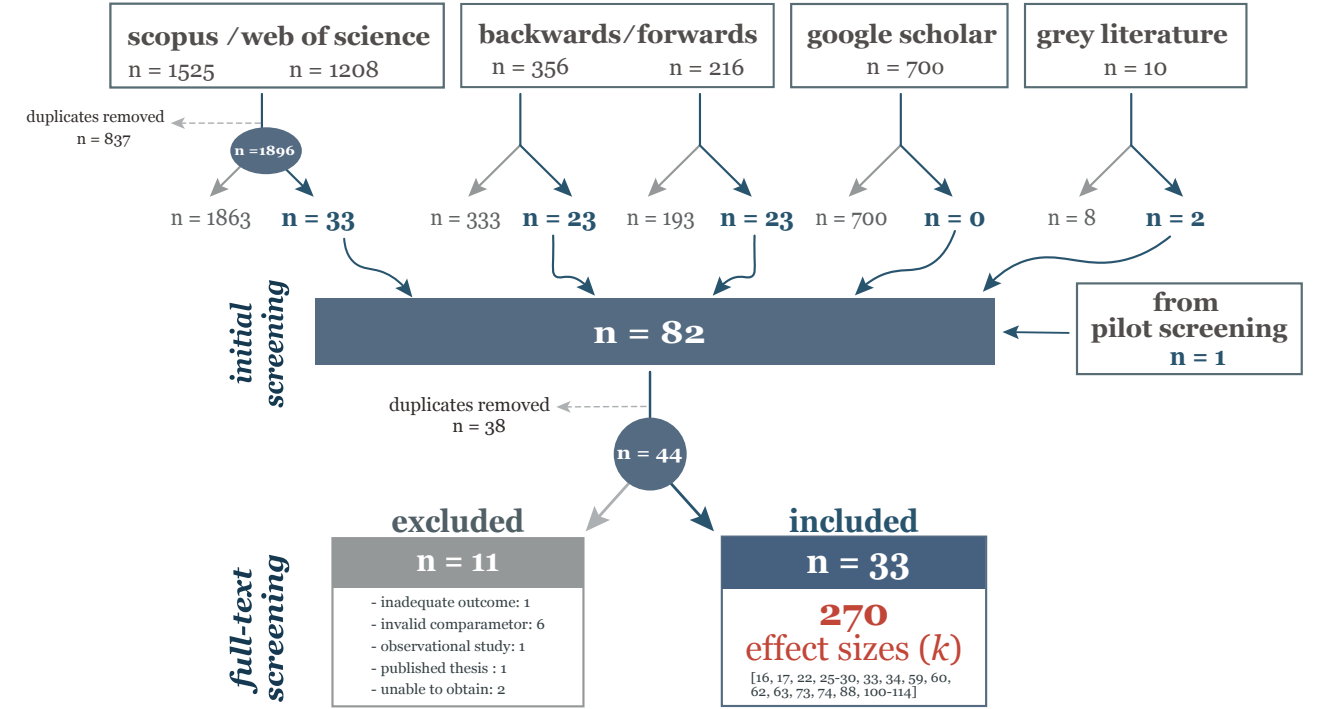 scopus /web of science
n = 1525 n = 1208
backwards/forwards
n = 356 n = 216
google scholar
n = 700
grey literature
n = 10
duplicates removed
n = 837
n =1896
n = 1863 n = 33 n = 333 n = 23 n = 193 n = 23 n = 700 n = 0 n = 8 n = 2
initial
screening
n = 82
from
pilot screening
n = 1
duplicates removed
n = 38
n = 44
full-text
screening
excluded
n = 11
- inadequate outcome: 1
- invalid comparametor: 6
- observational study: 1
- published thesis : 1
- unable to obtain: 2
included
n = 33
270
effect sizes (k)
[16, 17, 22, 25-30, 33, 34, 59, 60,
62, 63, 73, 74, 88, 100-114]